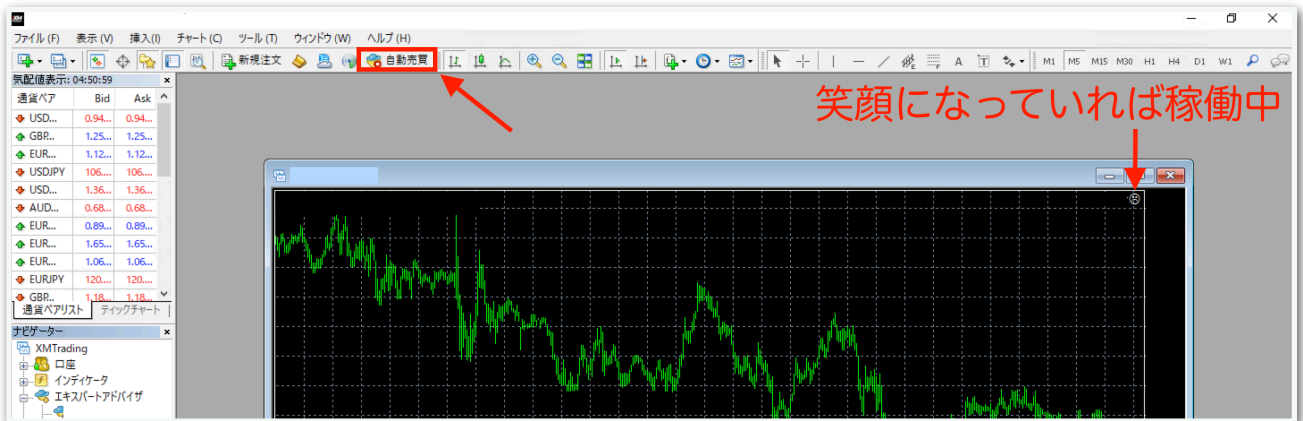 XM
ファイル (F) 表示 (V) 挿入(I) チャート (C) ツール (T) ウィンドウ (W) ヘルプ (H)
新規注文 自動売買 A T M1 M5 M15 M30 H1 H4 D1 W1
笑顔になっていれば稼働中
気配値表示: 04:50:59
通貨ペア Bid Ask
USD... 0.94... 0.94...
GBP... 1.25... 1.25...
EUR... 1.12... 1.12...
USDJPY 106.... 106....
USD... 1.36... 1.36...
AUD... 0.68... 0.68...
EUR... 0.89... 0.89...
EUR... 1.65... 1.65...
EUR... 1.06... 1.06...
EURJPY 120.... 120....
GBP... 1.18... 1.18...
通貨ペアリスト ティックチャート
ナビゲーター
XMTrading
口座
インディケータ
エキスパートアドバイザ